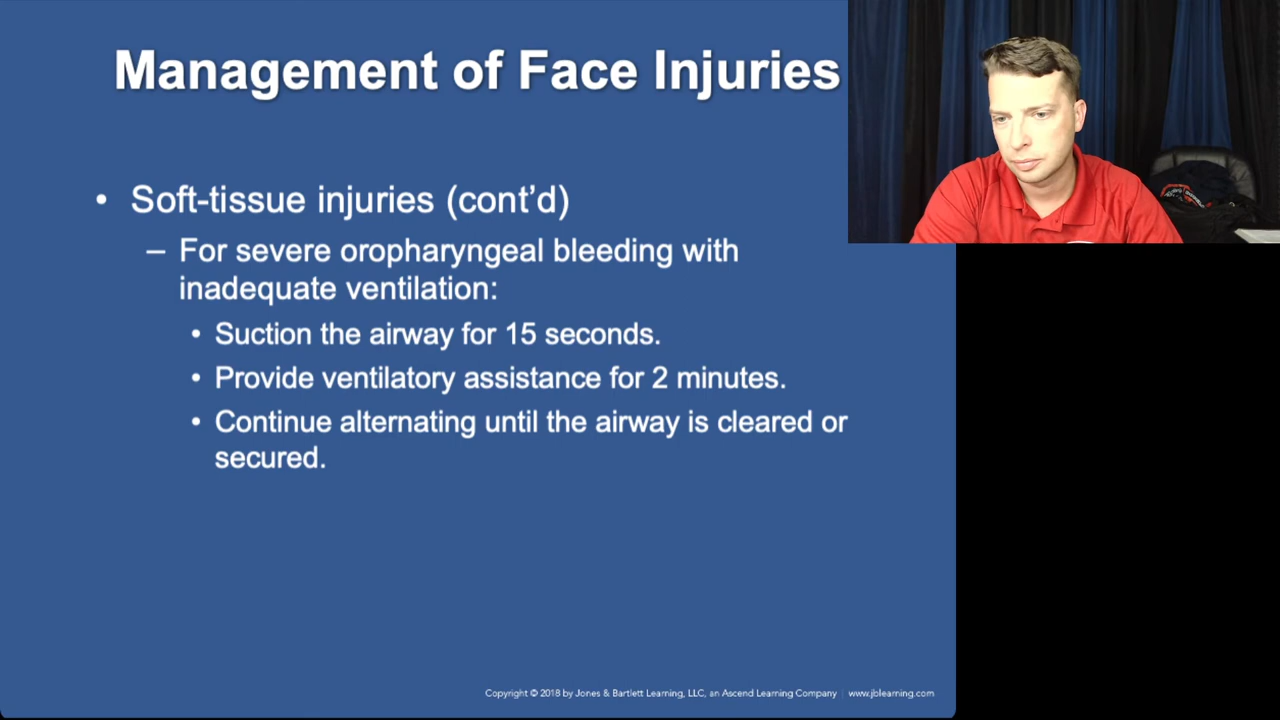 Management of Face Injuries
• Soft-tissue injuries (cont’d)
– For severe oropharyngeal bleeding with
inadequate ventilation:
• Suction the airway for 15 seconds.
• Provide ventilatory assistance for 2 minutes.
• Continue alternating until the airway is cleared or
secured.
Copyright © 2018 by Jones & Bartlett Learning, LLC, an Ascend Learning Company | www.jblearning.com